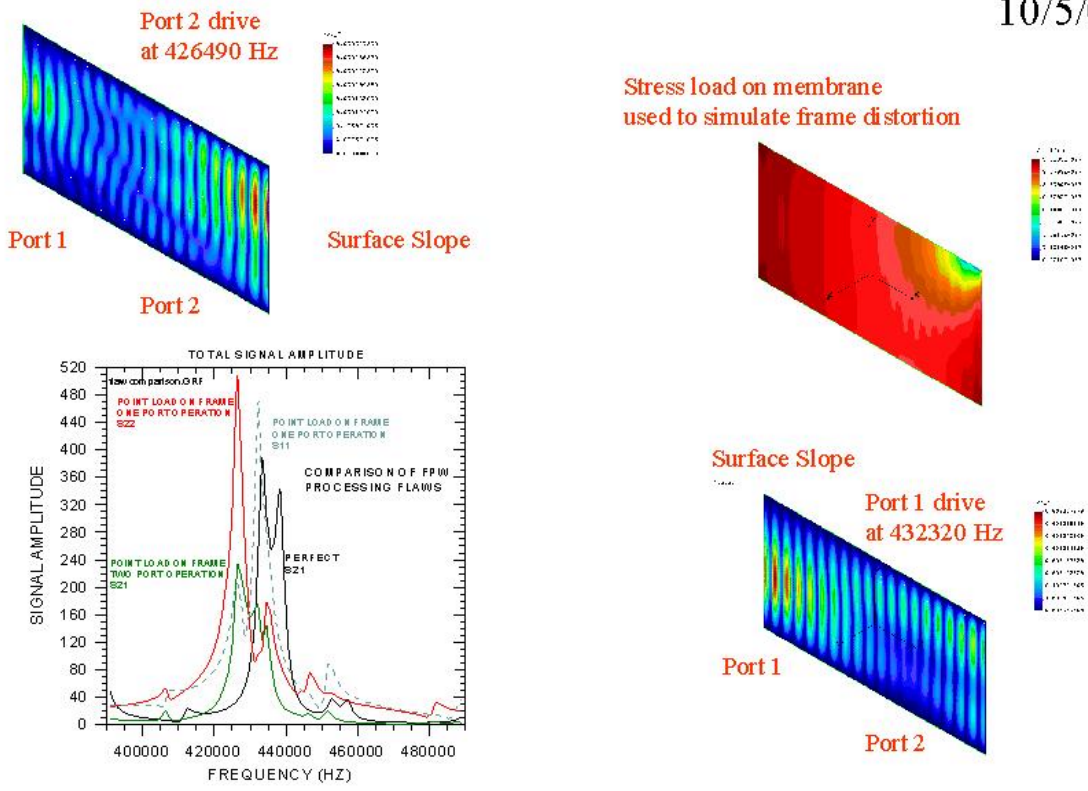 10/5/
Port 2 drive
at 426490 Hz
Port 1
Surface Slope
Port 2
Stress load on membrane
used to simulate frame distortion
TOTAL SIGNAL AMPLITUDE
flaw comparison.GRF
POINT LOAD ON FRAME
ONE PORT OPERATION
S22
POINT LOAD ON FRAME
ONE PORT OPERATION
S11
COMPARISON OF FPW
PROCESSING FLAWS
PERFECT
S21
POINT LOAD ON FRAME
TWO PORT OPERATION
S21
SIGNAL AMPLITUDE
520
480
440
400
360
320
280
240
200
160
120
80
40
0
400000 420000 440000 460000 480000
FREQUENCY (HZ)
Surface Slope
Port 1 drive
at 432320 Hz
Port 1
Port 2